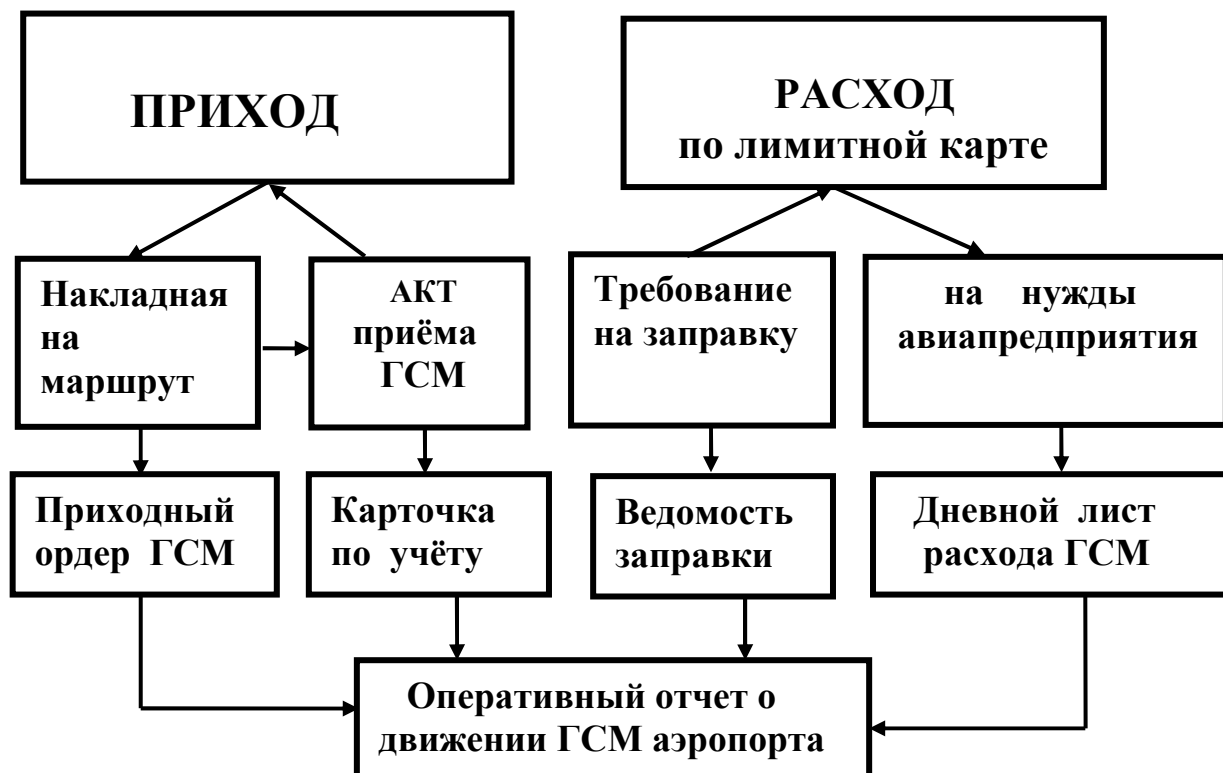 ПРИХОД
РАСХОД
по лимитной карте
Накладная
на
маршрут
АКТ
приёма
ГСМ
Требование
на заправку
на нужды
авиапредприятия
Приходный
ордер ГСМ
Карточка
по учёту
Ведомость
заправки
Дневной лист
расхода ГСМ
Оперативный отчет о
движении ГСМ аэропорта